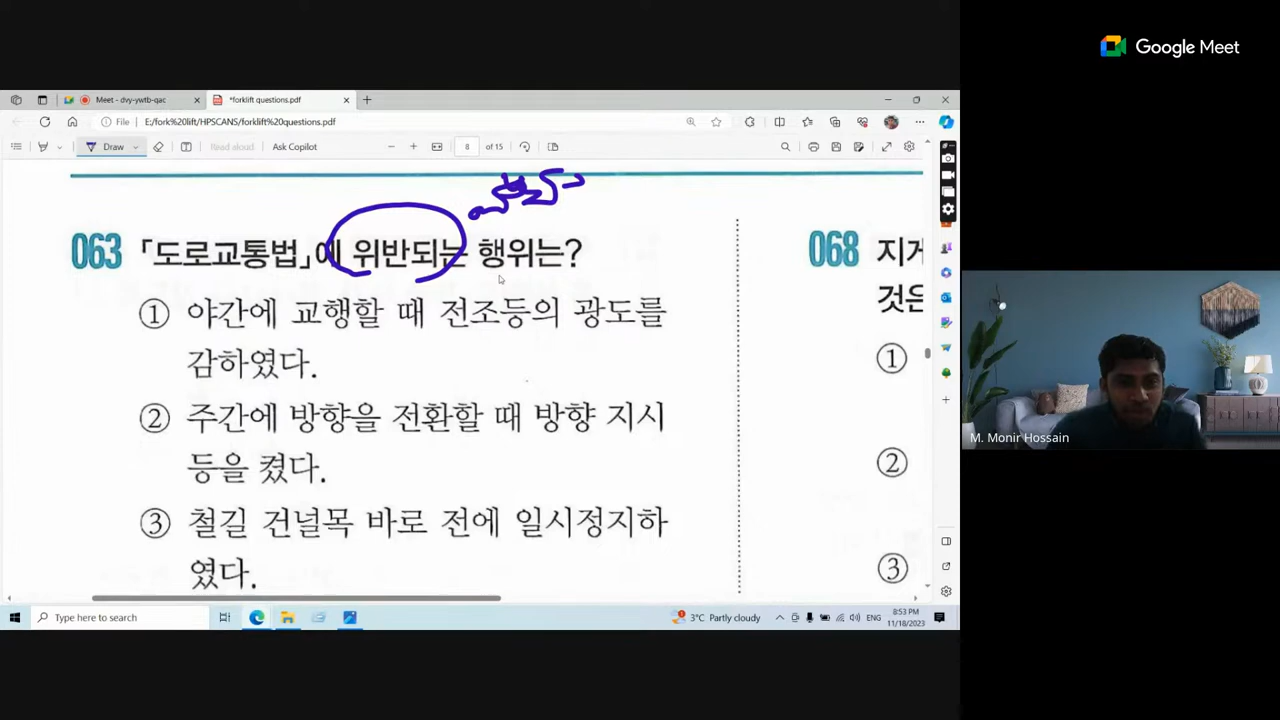 Google Meet
Meet - dvy-ywtb-qac
*forklift questions.pdf
File
E:/fork%20lift/HPSCANS/forklift%20questions.pdf
Draw
Read aloud
Ask Copilot
8
of 15
063 「도로교통법」에 위반되는 행위는?
① 야간에 교행할 때 전조등의 광도를
감하였다.
② 주간에 방향을 전환할 때 방향 지시
등을 켰다.
③ 철길 건널목 바로 전에 일시정지하
였다.
068 지게
것은
①
②
③
M. Monir Hossain
Type here to search
1
3°C Partly cloudy
ENG
8:53 PM
11/18/2023